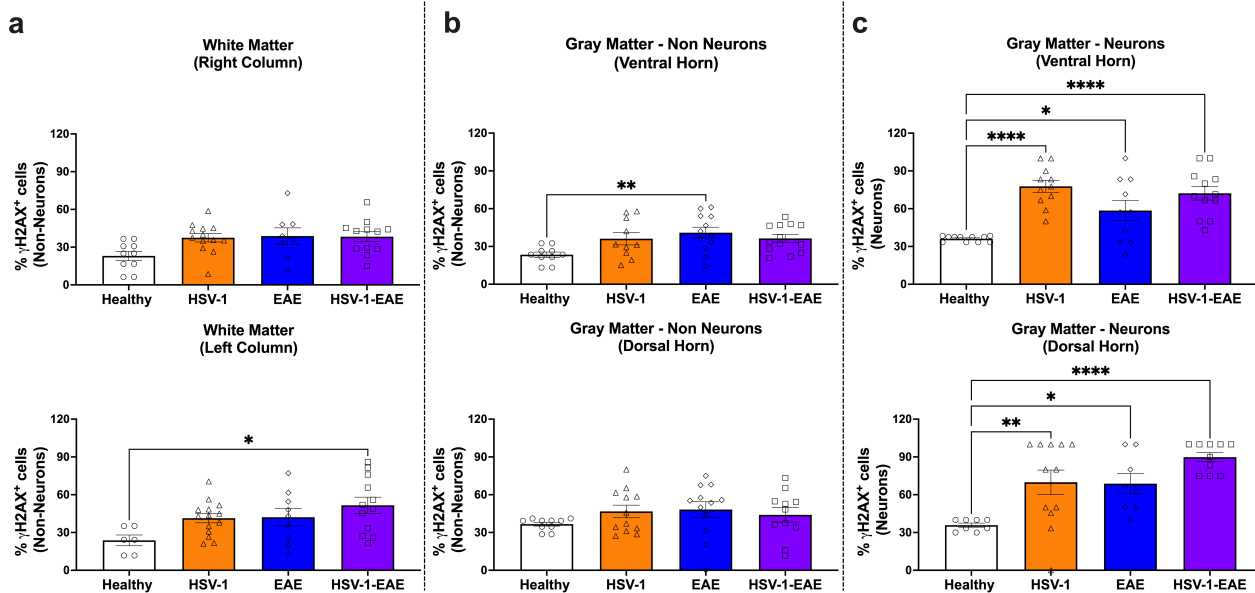 a
White Matter
(Right Column)
% γH2AX⁺ cells
(Non-Neurons)
120
90
60
30
0
Healthy HSV-1 EAE HSV-1-EAE
White Matter
(Left Column)
*
% γH2AX⁺ cells
(Non-Neurons)
120
90
60
30
0
Healthy HSV-1 EAE HSV-1-EAE
b
Gray Matter - Non Neurons
(Ventral Horn)
**
% γH2AX⁺ cells
(Non-Neurons)
120
90
60
30
0
Healthy HSV-1 EAE HSV-1-EAE
Gray Matter - Non Neurons
(Dorsal Horn)
% γH2AX⁺ cells
(Non-Neurons)
120
90
60
30
0
Healthy HSV-1 EAE HSV-1-EAE
c
Gray Matter - Neurons
(Ventral Horn)
****
*
****
% γH2AX⁺ cells
(Neurons)
120
90
60
30
0
Healthy HSV-1 EAE HSV-1-EAE
Gray Matter - Neurons
(Dorsal Horn)
****
*
**
% γH2AX⁺ cells
(Neurons)
120
90
60
30
0
Healthy HSV-1 EAE HSV-1-EAE